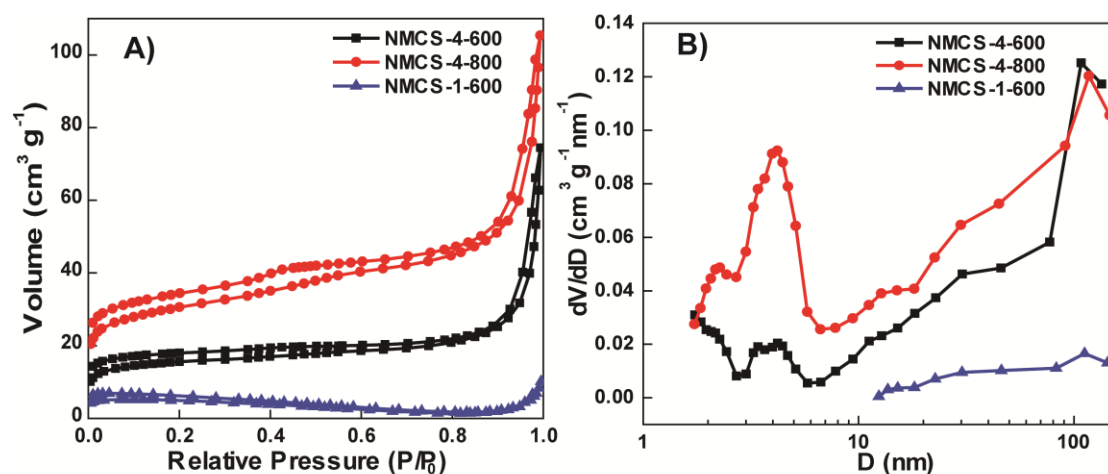 A)
NMCS-4-600
NMCS-4-800
NMCS-1-600
Volume (cm³ g⁻¹)
100
80
60
40
20
0
0.0 0.2 0.4 0.6 0.8 1.0
Relative Pressure (P/P0)
B)
NMCS-4-600
NMCS-4-800
NMCS-1-600
dV/dD (cm³ g⁻¹ nm⁻¹)
0.12
0.10
0.08
0.06
0.04
0.02
0.00
1 10 100
D (nm)